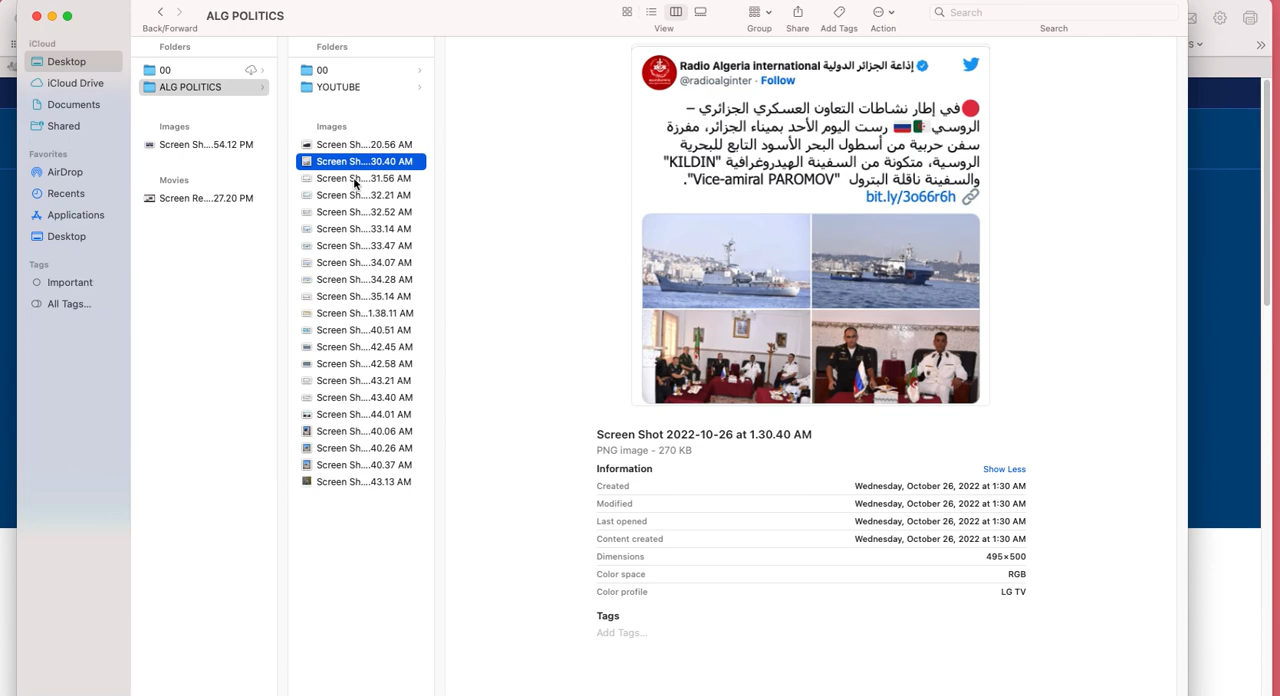 ALG POLITICS
Back/Forward
View
Group
Share
Add Tags
Action
Search
Search
iCloud
Desktop
iCloud Drive
Documents
Shared
Favorites
AirDrop
Recents
Applications
Desktop
Tags
Important
All Tags...
Folders
00
ALG POLITICS
Images
Screen Sh....54.12 PM
Movies
Screen Re....27.20 PM
Folders
00
YOUTUBE
Images
Screen Sh....20.56 AM
Screen Sh....30.40 AM
Screen Sh....31.56 AM
Screen Sh....32.21 AM
Screen Sh....32.52 AM
Screen Sh....33.14 AM
Screen Sh....33.47 AM
Screen Sh....34.07 AM
Screen Sh....34.28 AM
Screen Sh....35.14 AM
Screen Sh...1.38.11 AM
Screen Sh....40.51 AM
Screen Sh....42.45 AM
Screen Sh....42.58 AM
Screen Sh....43.21 AM
Screen Sh....43.40 AM
Screen Sh....44.01 AM
Screen Sh....40.06 AM
Screen Sh....40.26 AM
Screen Sh....40.37 AM
Screen Sh....43.13 AM
Radio Algeria international إذاعة الجزائر الدولية
@radioalginter · Follow
🔴في إطار نشاطات التعاون العسكري الجزائري –
الروسي🇩🇿🇷🇺 رست اليوم الأحد بميناء الجزائر، مفرزة
سفن حربية من أسطول البحر الأسود التابع للبحرية
الروسية، متكونة من السفينة الهيدروغرافية "KILDIN"
والسفينة ناقلة البترول "Vice-amiral PAROMOV".
bit.ly/3o66r6h
Screen Shot 2022-10-26 at 1.30.40 AM
PNG image - 270 KB
Information
Show Less
Created Wednesday, October 26, 2022 at 1:30 AM
Modified Wednesday, October 26, 2022 at 1:30 AM
Last opened Wednesday, October 26, 2022 at 1:30 AM
Content created Wednesday, October 26, 2022 at 1:30 AM
Dimensions 495×500
Color space RGB
Color profile LG TV
Tags
Add Tags...